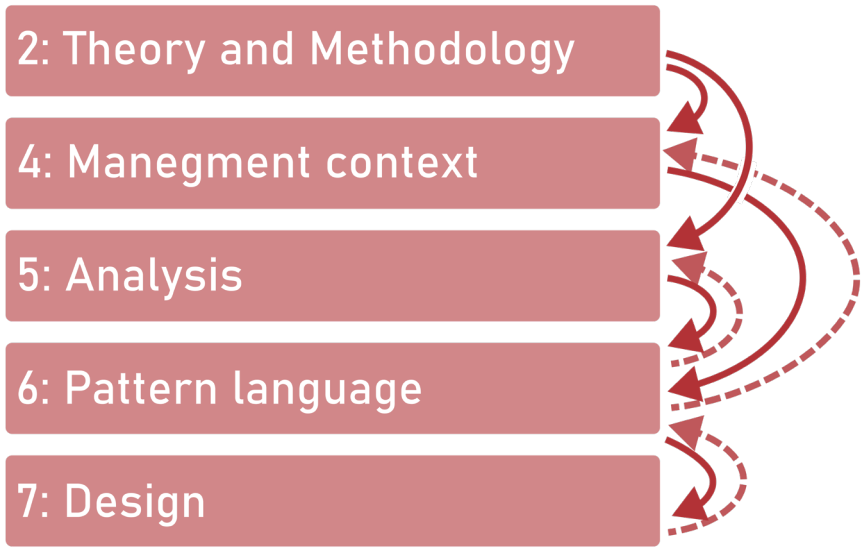 2: Theory and Methodology
4: Manegment context
5: Analysis
6: Pattern language
7: Design